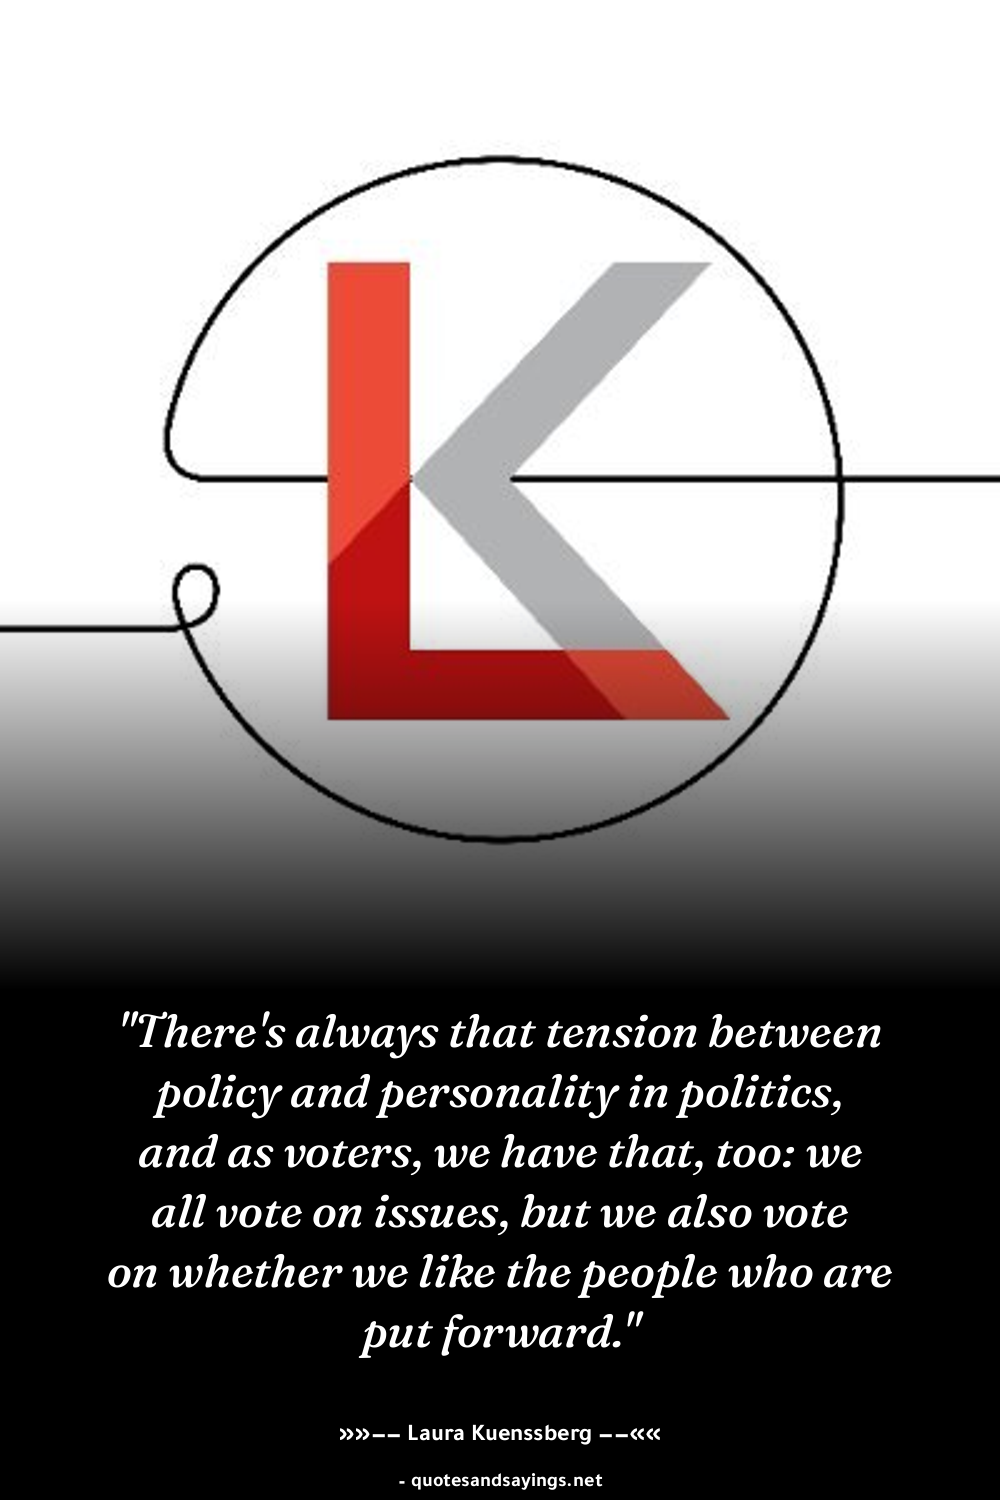 LK
"There's always that tension between
policy and personality in politics,
and as voters, we have that, too: we
all vote on issues, but we also vote
on whether we like the people who are
put forward."
»»–– Laura Kuenssberg ––««
- quotesandsayings.net